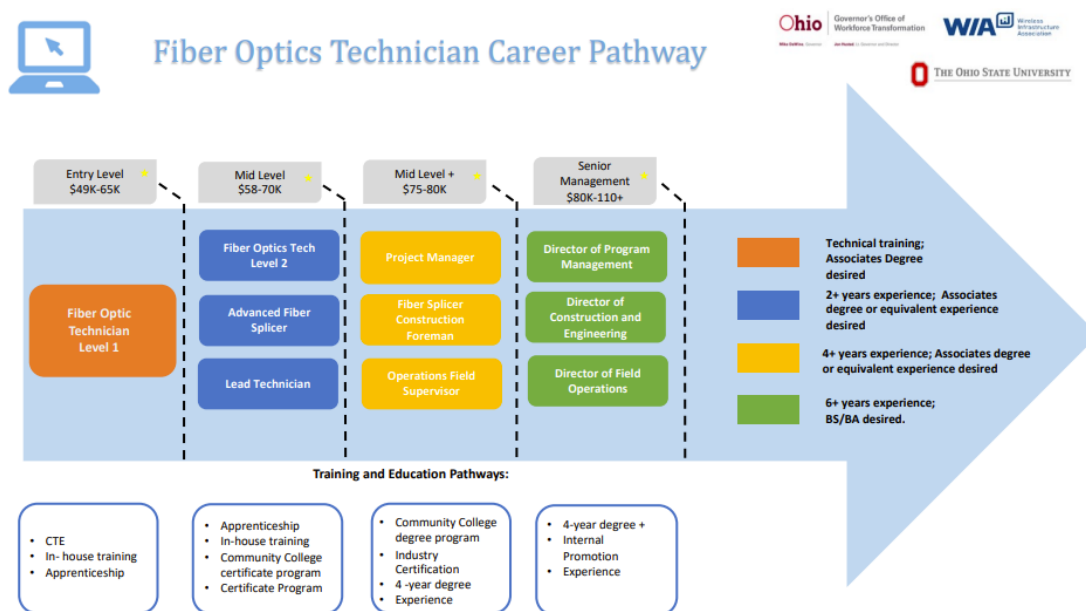 Fiber Optics Technician Career Pathway
Ohio
Governor's Office of
Workforce Transformation
Mike DeWine, Governor
WIA
Wireless
Infrastructure
Association
THE OHIO STATE UNIVERSITY
Entry Level
$49K-65K
Mid Level
$58-70K
Mid Level +
$75-80K
Senior
Management
$80K-110+
Fiber Optic
Technician
Level 1
Fiber Optics Tech
Level 2
Advanced Fiber
Splicer
Lead Technician
Project Manager
Fiber Splicer
Construction
Foreman
Operations Field
Supervisor
Director of Program
Management
Director of
Construction and
Engineering
Director of Field
Operations
Technical training;
Associates Degree
desired
2+ years experience; Associates
degree or equivalent experience
desired
4+ years experience; Associates degree
or equivalent experience desired
6+ years experience;
BS/BA desired.
Training and Education Pathways:
• CTE
• In- house training
• Apprenticeship
• Apprenticeship
• In-house training
• Community College
certificate program
• Certificate Program
• Community College
degree program
• Industry
Certification
• 4 -year degree
• Experience
• 4-year degree +
• Internal
Promotion
• Experience